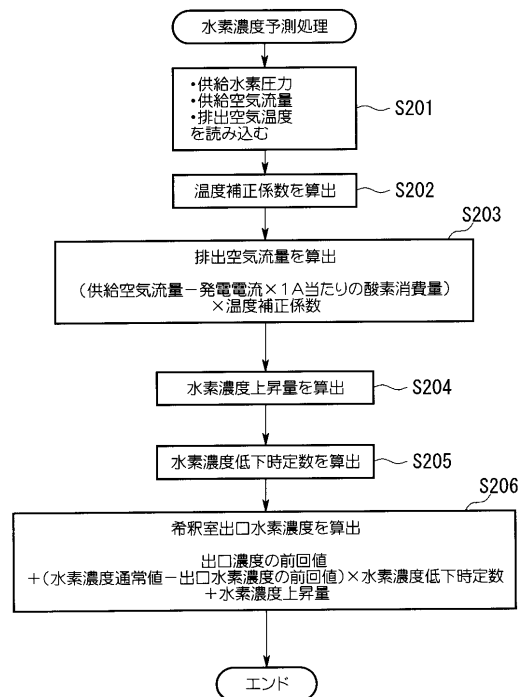 水素濃度予測処理
・供給水素圧力
・供給空気流量
・排出空気温度
を読み込む
S201
温度補正係数を算出
S202
S203
排出空気流量を算出
(供給空気流量－発電電流×1A当たりの酸素消費量)
×温度補正係数
水素濃度上昇量を算出
S204
水素濃度低下時定数を算出
S205
S206
希釈室出口水素濃度を算出
出口濃度の前回値
+(水素濃度通常値－出口水素濃度の前回値)×水素濃度低下時定数
+水素濃度上昇量
エンド